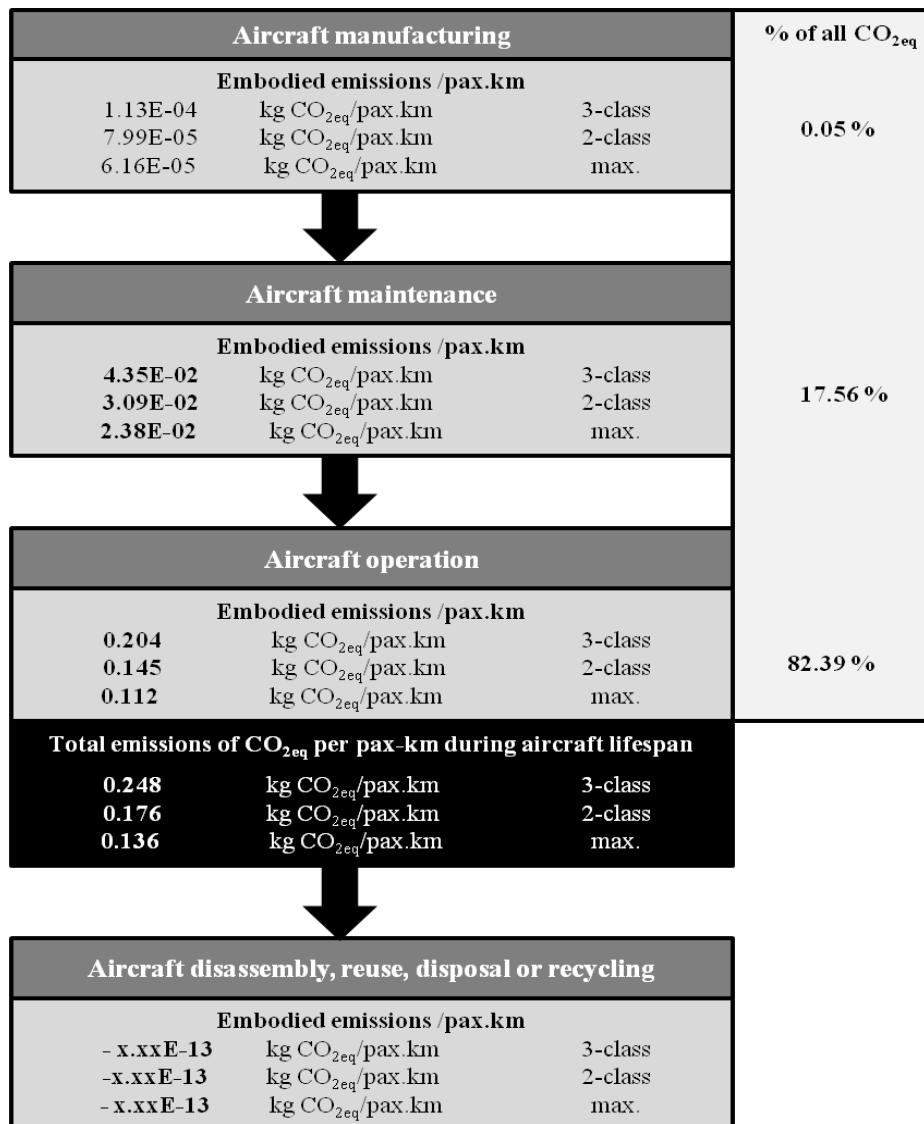 Aircraft manufacturing
% of all CO2eq
Embodied emissions /pax.km
1.13E-04 kg CO2eq/pax.km 3-class
7.99E-05 kg CO2eq/pax.km 2-class
0.05 %
6.16E-05 kg CO2eq/pax.km max.
Aircraft maintenance
Embodied emissions /pax.km
4.35E-02 kg CO2eq/pax.km 3-class
3.09E-02 kg CO2eq/pax.km 2-class
17.56 %
2.38E-02 kg CO2eq/pax.km max.
Aircraft operation
Embodied emissions /pax.km
0.204 kg CO2eq/pax.km 3-class
0.145 kg CO2eq/pax.km 2-class
82.39 %
0.112 kg CO2eq/pax.km max.
Total emissions of CO2eq per pax-km during aircraft lifespan
0.248 kg CO2eq/pax.km 3-class
0.176 kg CO2eq/pax.km 2-class
0.136 kg CO2eq/pax.km max.
Aircraft disassembly, reuse, disposal or recycling
Embodied emissions /pax.km
- x.xxE-13 kg CO2eq/pax.km 3-class
-x.xxE-13 kg CO2eq/pax.km 2-class
- x.xxE-13 kg CO2eq/pax.km max.